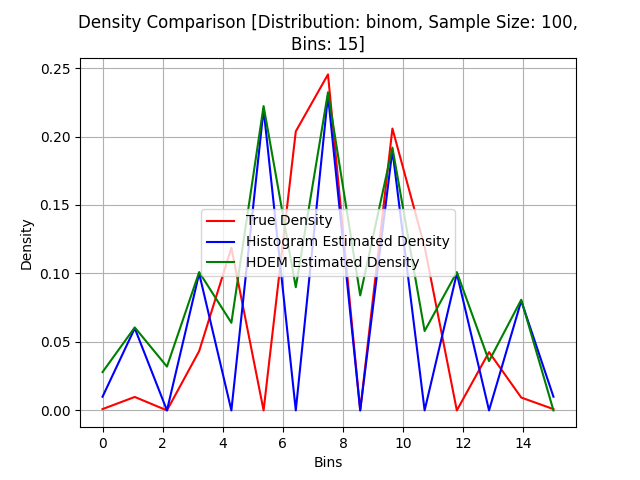 Density Comparison [Distribution: binom, Sample Size: 100,
Bins: 15]
0.25
0.20
0.15
0.10
0.05
0.00
Density
True Density
Histogram Estimated Density
HDEM Estimated Density
0 2 4 6 8 10 12 14
Bins